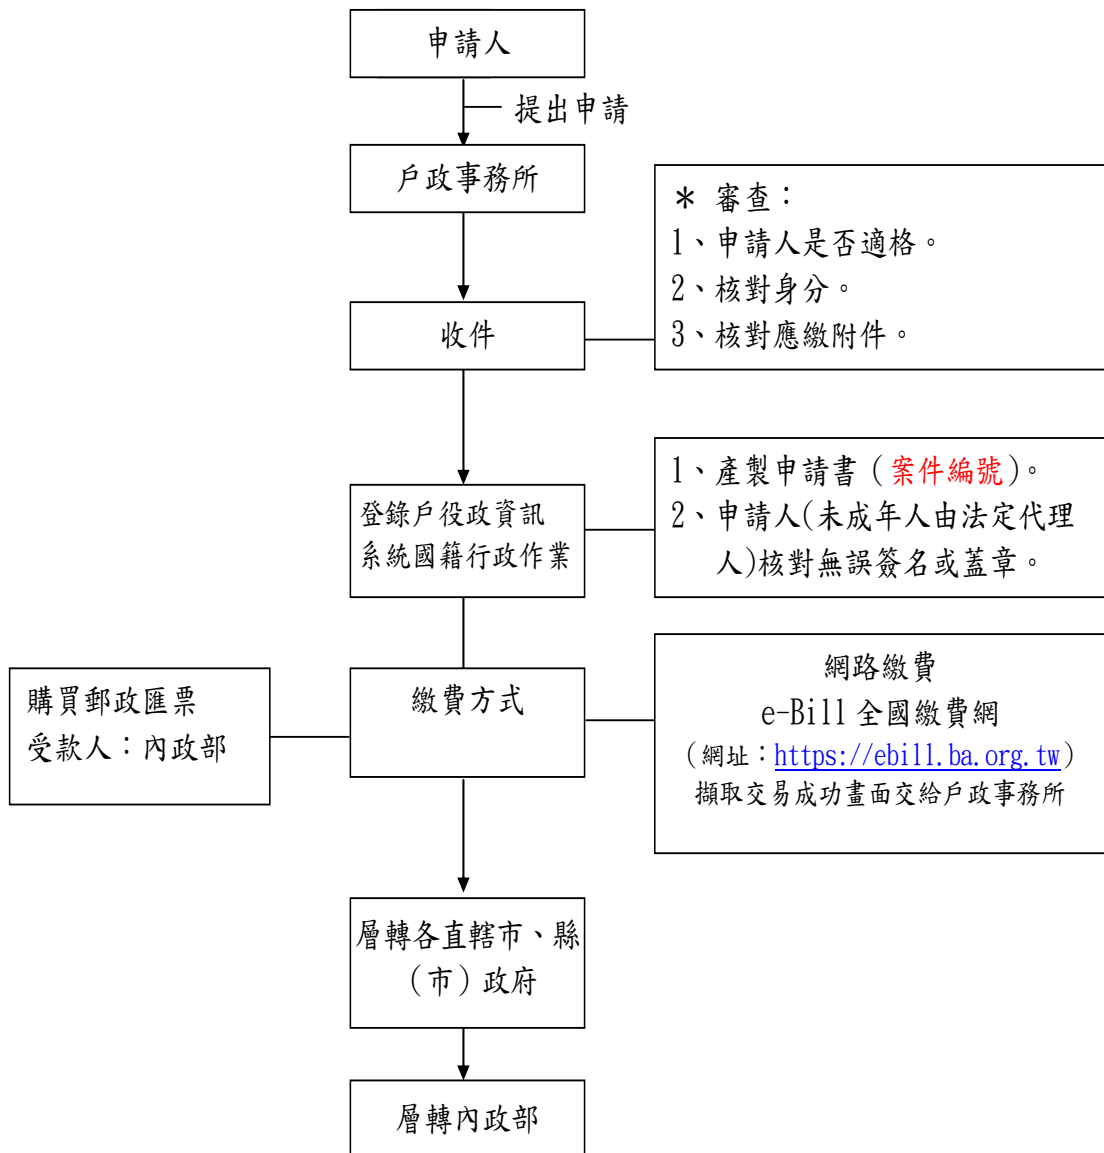 申請人
提出申請
戶政事務所
＊ 審查：
1、申請人是否適格。
2、核對身分。
3、核對應繳附件。
收件
1、產製申請書（案件編號）。
2、申請人(未成年人由法定代理
人)核對無誤簽名或蓋章。
登錄戶役政資訊
系統國籍行政作業
購買郵政匯票
受款人：內政部
繳費方式
網路繳費
e-Bill 全國繳費網
（網址：https://ebill.ba.org.tw）
擷取交易成功畫面交給戶政事務所
層轉各直轄市、縣
（市）政府
層轉內政部